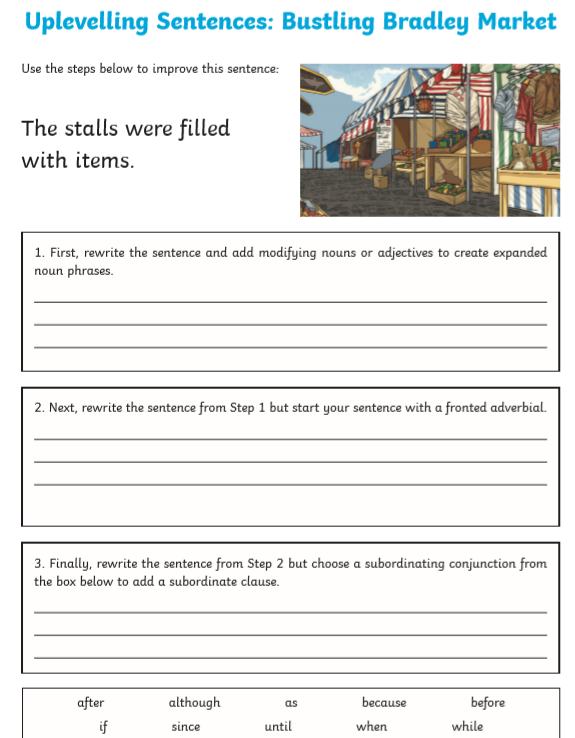 Uplevelling Sentences: Bustling Bradley Market
Use the steps below to improve this sentence:
The stalls were filled
with items.
1. First, rewrite the sentence and add modifying nouns or adjectives to create expanded
noun phrases.
2. Next, rewrite the sentence from Step 1 but start your sentence with a fronted adverbial.
3. Finally, rewrite the sentence from Step 2 but choose a subordinating conjunction from
the box below to add a subordinate clause.
after although as because before
if since until when while